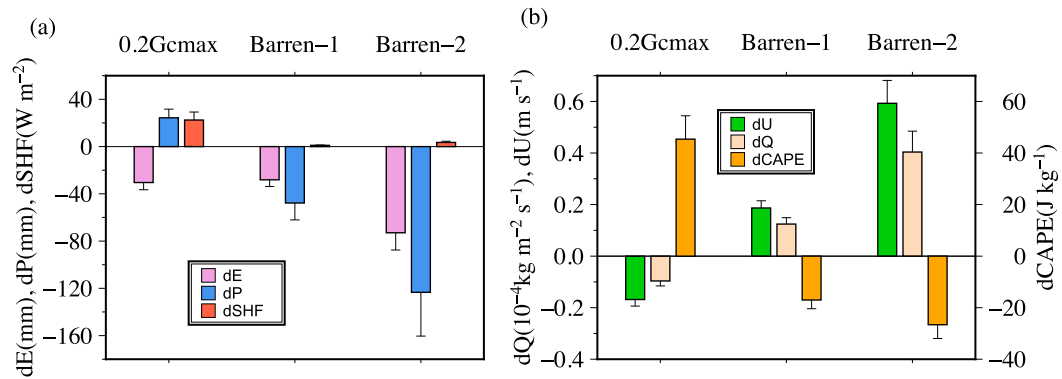 (a)
0.2Gcmax Barren−1 Barren−2
dE(mm), dP(mm), dSHF(W m−2)
40
0
−40
−80
−120
−160
dE
dP
dSHF
(b)
0.2Gcmax Barren−1 Barren−2
dQ(10−4kg m−2 s−1), dU(m s−1)
0.6
0.4
0.2
0.0
−0.2
−0.4
dU
dQ
dCAPE
60
40
20
0
−20
−40
dCAPE(J kg−1)